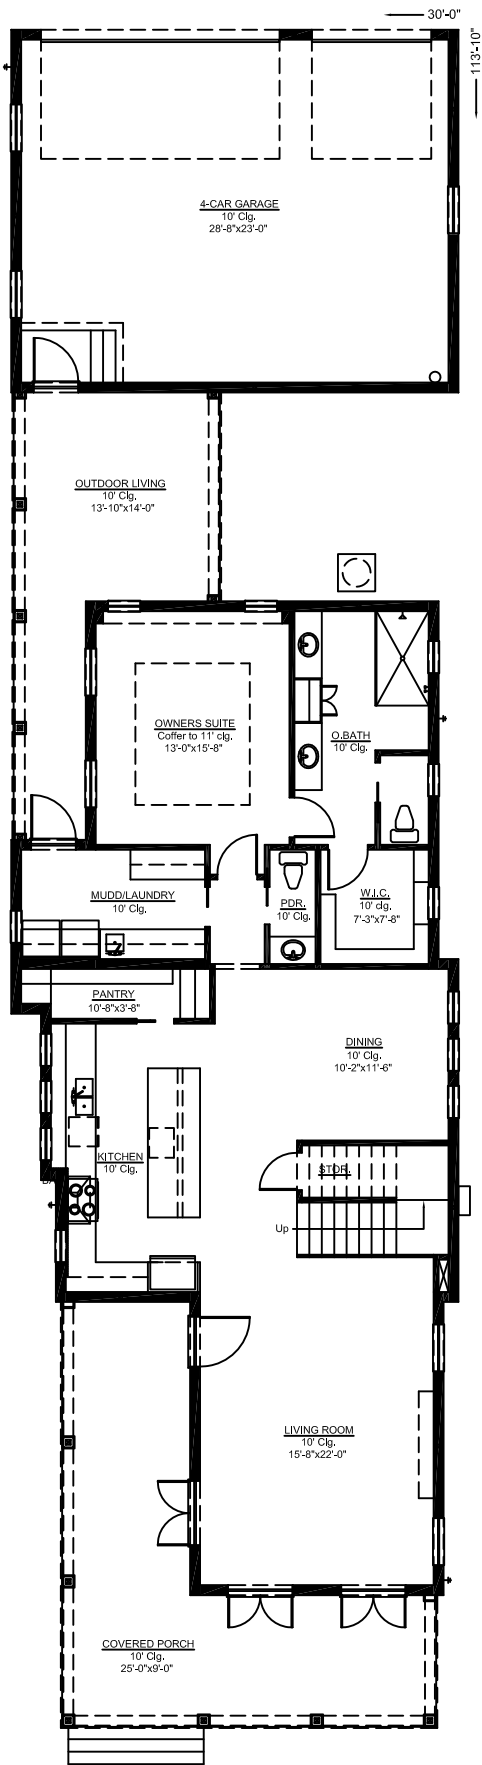 30'-0"
113'-10"
4-CAR GARAGE
10' Clg.
28'-8"x23'-0"
OUTDOOR LIVING
10' Clg.
13'-10"x14'-0"
OWNERS SUITE
Coffer to 11' clg.
13'-0"x15'-8"
O.BATH
10' Clg.
MUDD/LAUNDRY
10' Clg.
PDR.
10' Clg.
W.I.C.
10' clg.
7'-3"x7'-8"
PANTRY
10'-8"x3'-8"
DINING
10' Clg.
10'-2"x11'-6"
KITCHEN
10' Clg.
STOR.
Up
LIVING ROOM
10' Clg.
15'-8"x22'-0"
COVERED PORCH
10' Clg.
25'-0"x9'-0"